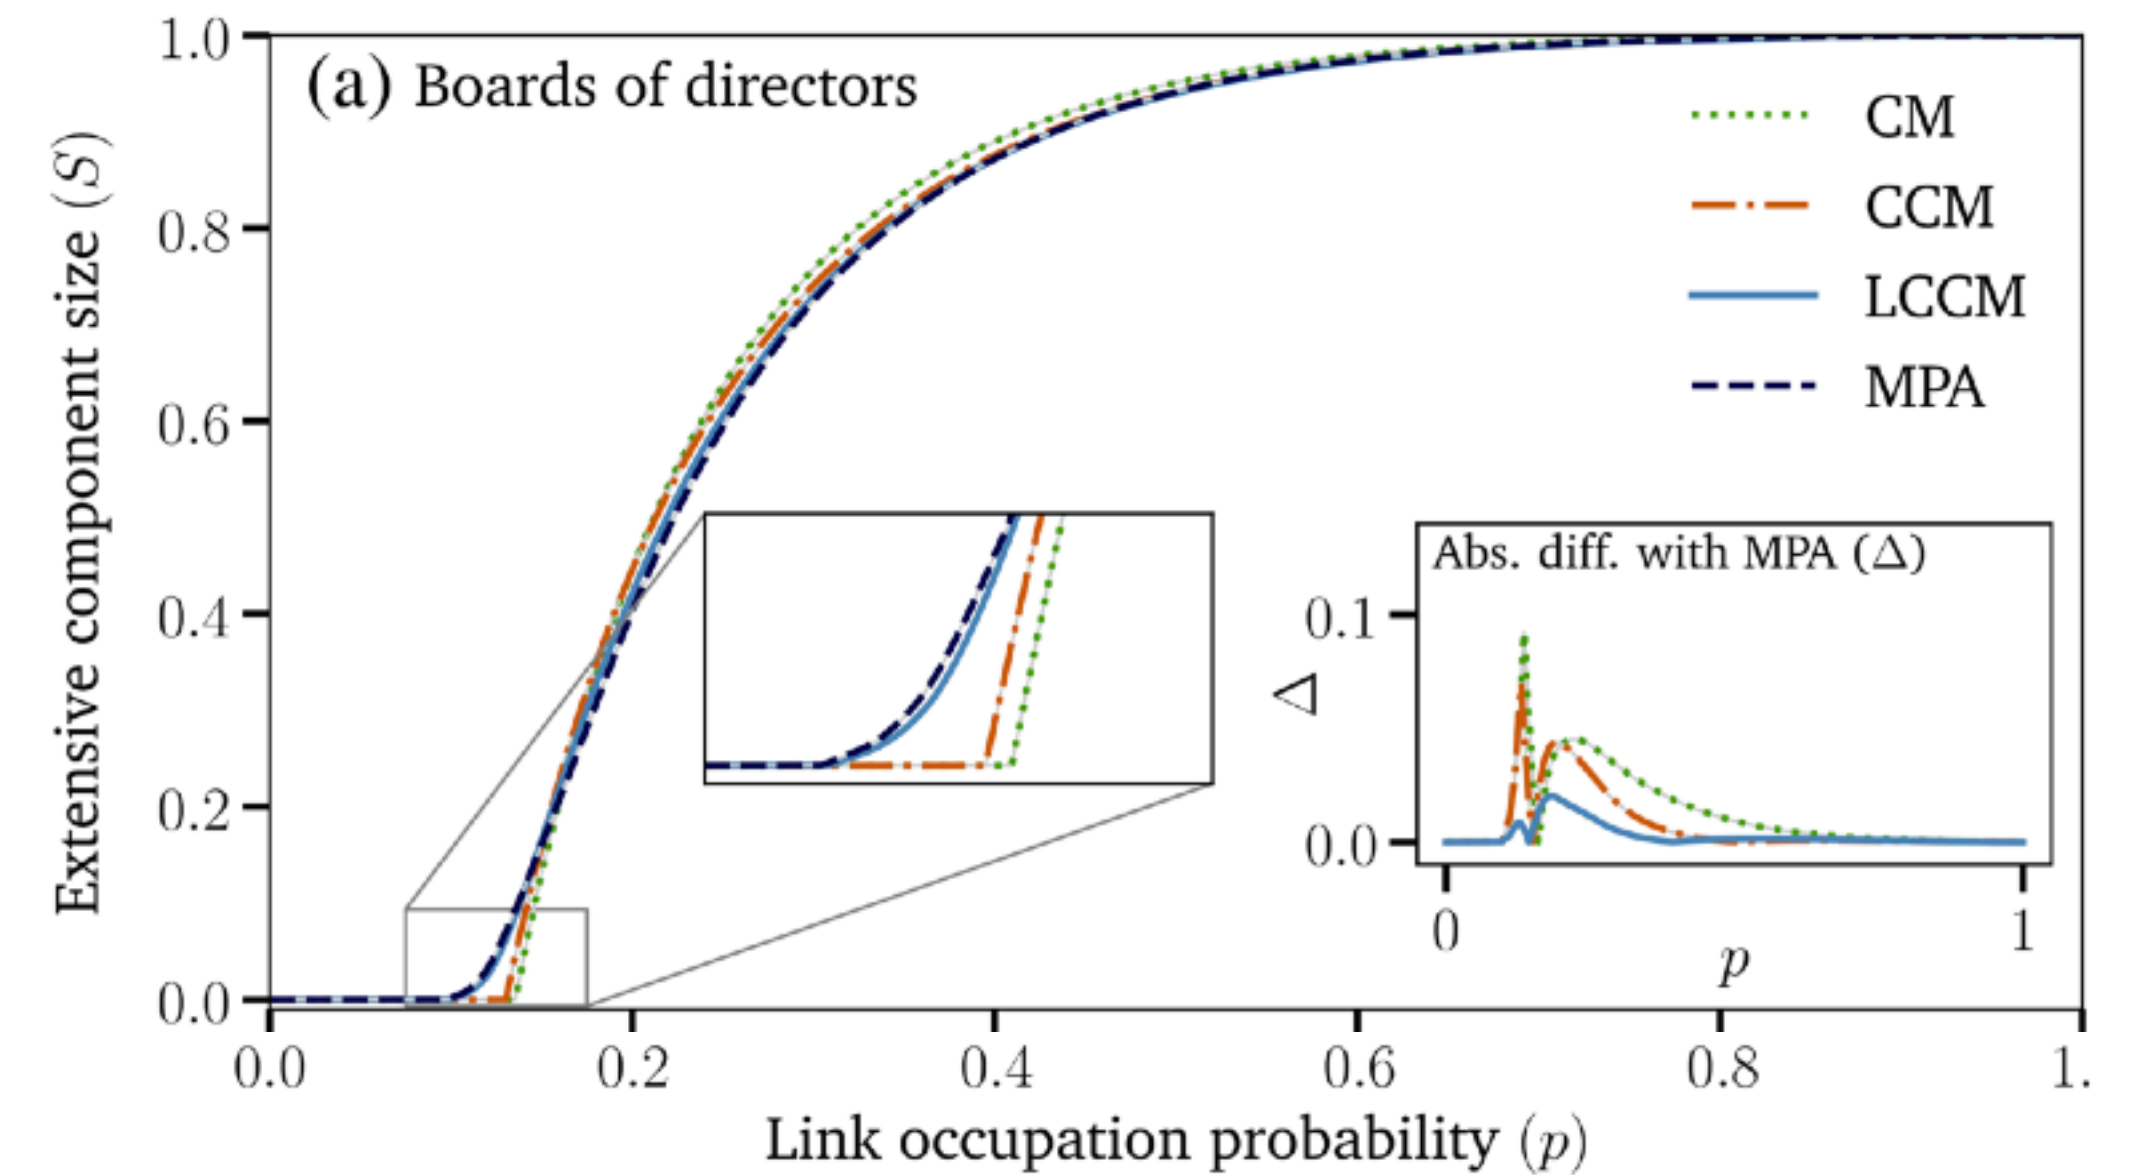 (a) Boards of directors
CM
CCM
LCCM
MPA
Extensive component size (S)
1.0
0.8
0.6
0.4
0.2
0.0
0.0 0.2 0.4 0.6 0.8 1.
Link occupation probability (p)
Abs. diff. with MPA (Δ)
Δ
0.1
0.0
0 1
p